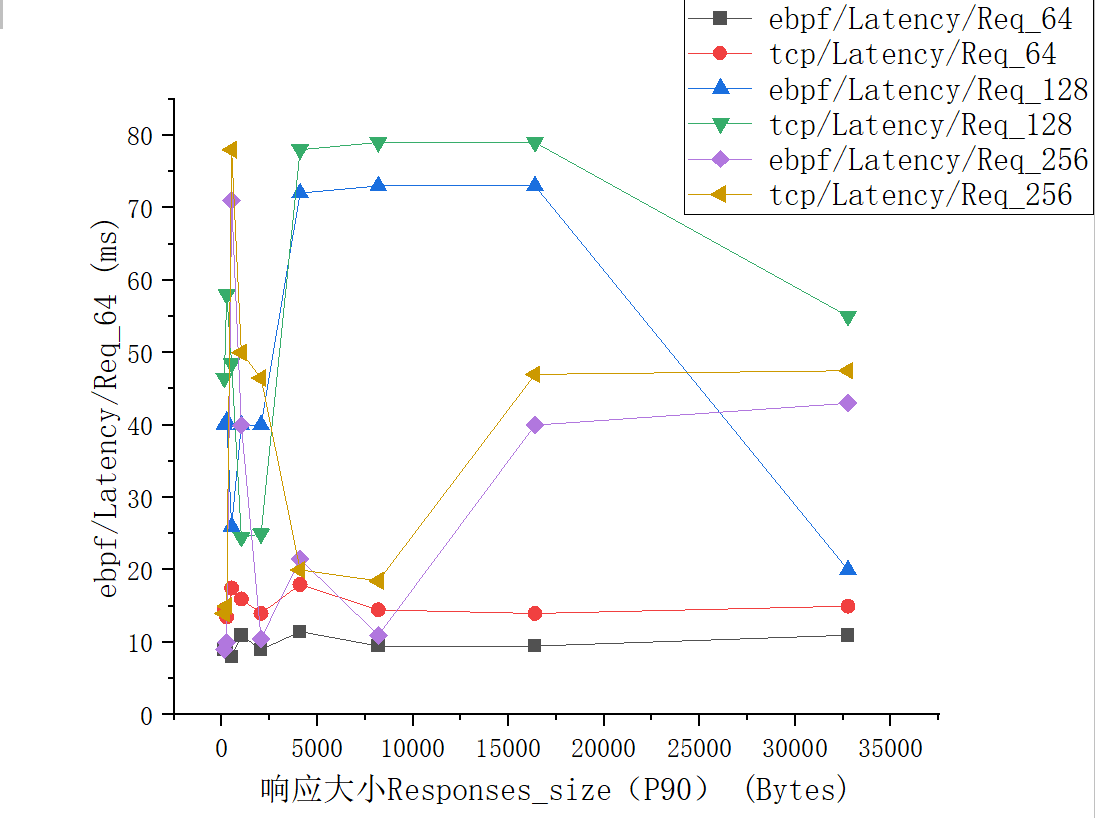 ebpf/Latency/Req_64
tcp/Latency/Req_64
ebpf/Latency/Req_128
tcp/Latency/Req_128
ebpf/Latency/Req_256
tcp/Latency/Req_256
ebpf/Latency/Req_64 (ms)
80
70
60
50
40
30
20
10
0
0 5000 10000 15000 20000 25000 30000 35000
响应大小Responses_size（P90） (Bytes)